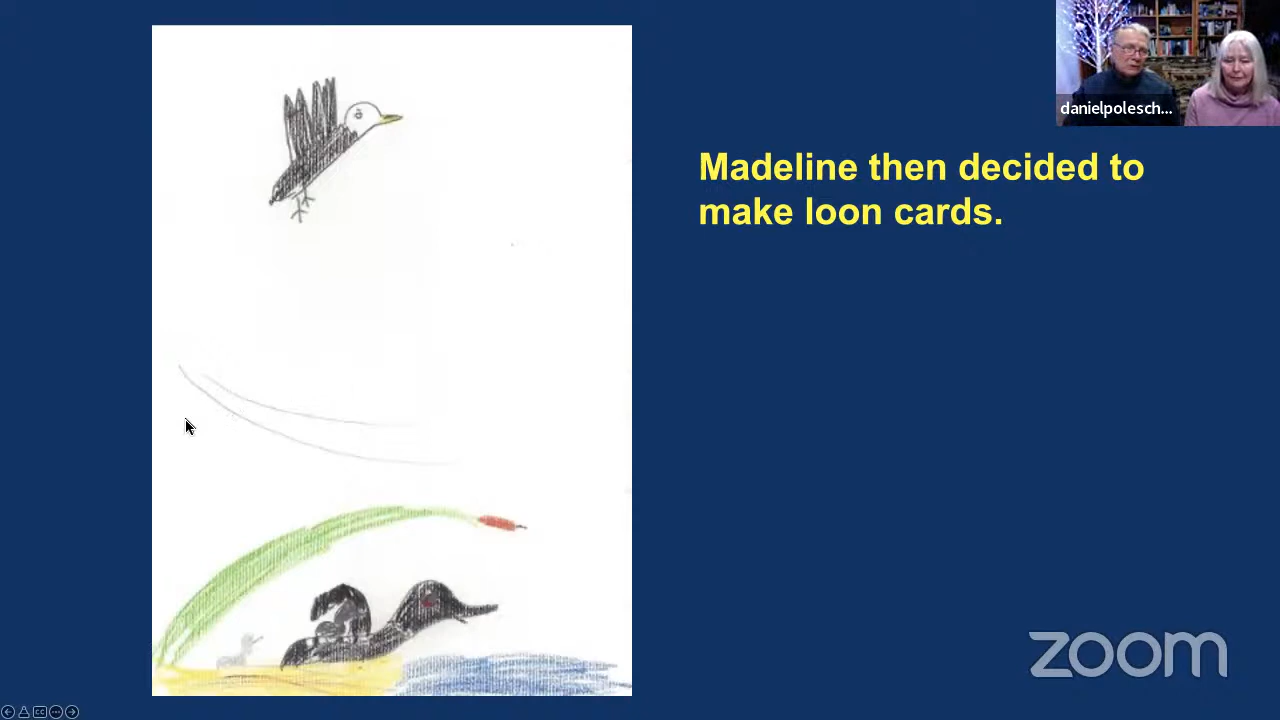 danielpolesch...
Madeline then decided to
make loon cards.
zoom